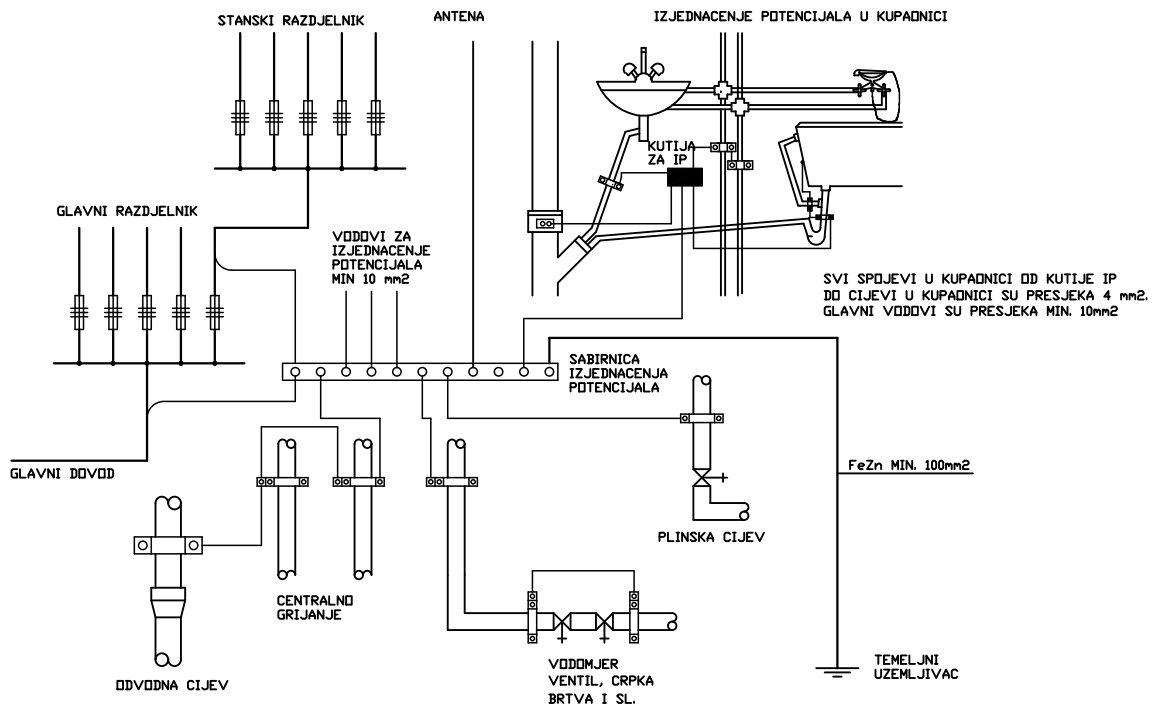 STANSKI RAZDJELNIK
ANTENA
IZJEDNACENJE POTENCIJALA U KUPAONICI
KUTIJA
ZA IP
GLAVNI RAZDJELNIK
VODOVI ZA
IZJEDNACENJE
POTENCIJALA
MIN 10 mm2
SVI SPOJEVI U KUPAONICI OD KUTIJE IP
DO CIJEVI U KUPAONICI SU PRESJEKA 4 mm2.
GLAVNI VODOVI SU PRESJEKA MIN. 10mm2
SABIRNICA
IZJEDNACENJA
POTENCIJALA
GLAVNI DOVOD
FeZn MIN. 100mm2
PLINSKA CIJEV
CENTRALNO
GRIJANJE
VODOMJER
VENTIL, CRPKA
BRTVA I SL.
TEMELJNI
UZEMLJIVAC
ODVODNA CIJEV